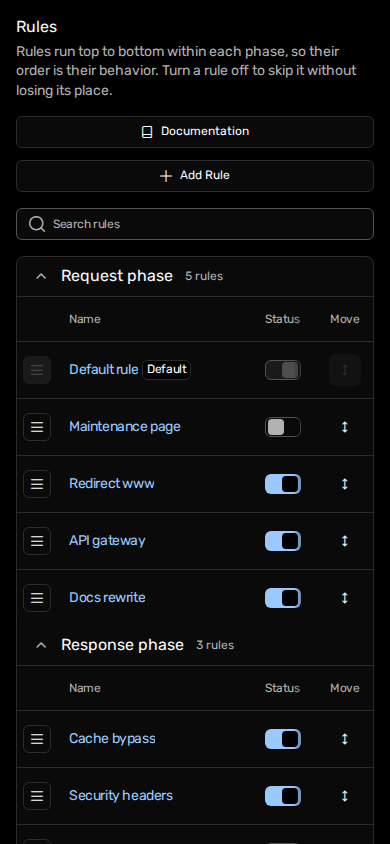 Rules
Rules run top to bottom within each phase, so their
order is their behavior. Turn a rule off to skip it without
losing its place.
Documentation
Add Rule
Search rules
Request phase 5 rules
Name Status Move
Default rule Default
Maintenance page
Redirect www
API gateway
Docs rewrite
Response phase 3 rules
Name Status Move
Cache bypass
Security headers